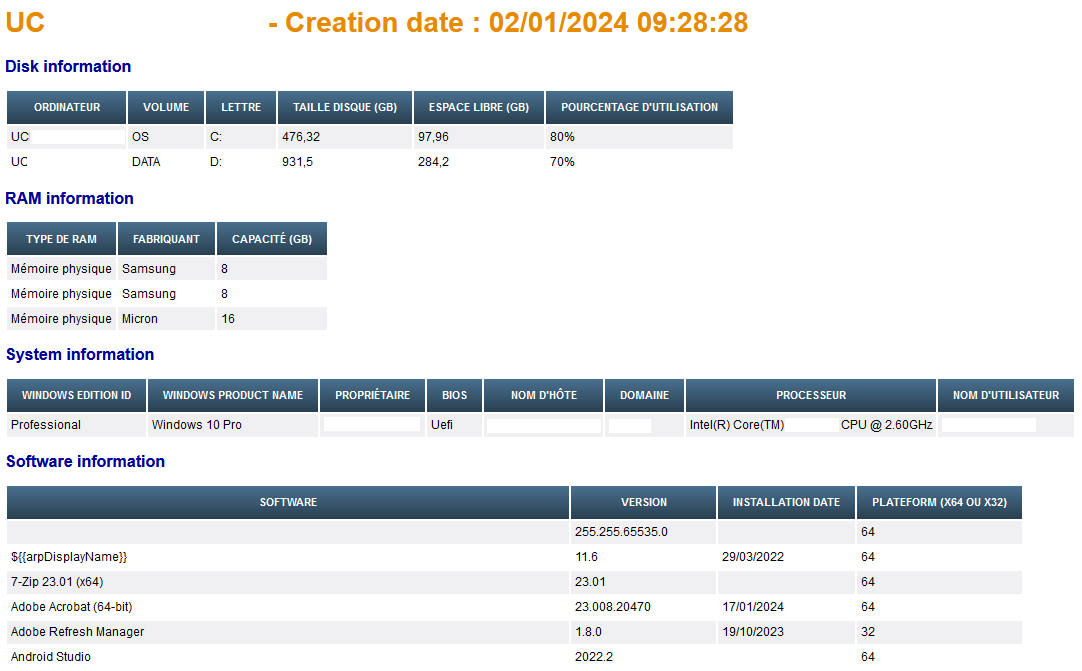 UC - Creation date : 02/01/2024 09:28:28
Disk information
ORDINATEUR VOLUME LETTRE TAILLE DISQUE (GB) ESPACE LIBRE (GB) POURCENTAGE D'UTILISATION
UC OS C: 476,32 97,96 80%
UC DATA D: 931,5 284,2 70%
RAM information
TYPE DE RAM FABRIQUANT CAPACITÉ (GB)
Mémoire physique Samsung 8
Mémoire physique Samsung 8
Mémoire physique Micron 16
System information
WINDOWS EDITION ID WINDOWS PRODUCT NAME PROPRIÉTAIRE BIOS NOM D'HÔTE DOMAINE PROCESSEUR NOM D'UTILISATEUR
Professional Windows 10 Pro Uefi Intel(R) Core(TM) CPU @ 2.60GHz
Software information
SOFTWARE VERSION INSTALLATION DATE PLATEFORM (X64 OU X32)
255.255.65535.0 64
${{arpDisplayName}} 11.6 29/03/2022 64
7-Zip 23.01 (x64) 23.01 64
Adobe Acrobat (64-bit) 23.008.20470 17/01/2024 64
Adobe Refresh Manager 1.8.0 19/10/2023 32
Android Studio 2022.2 64